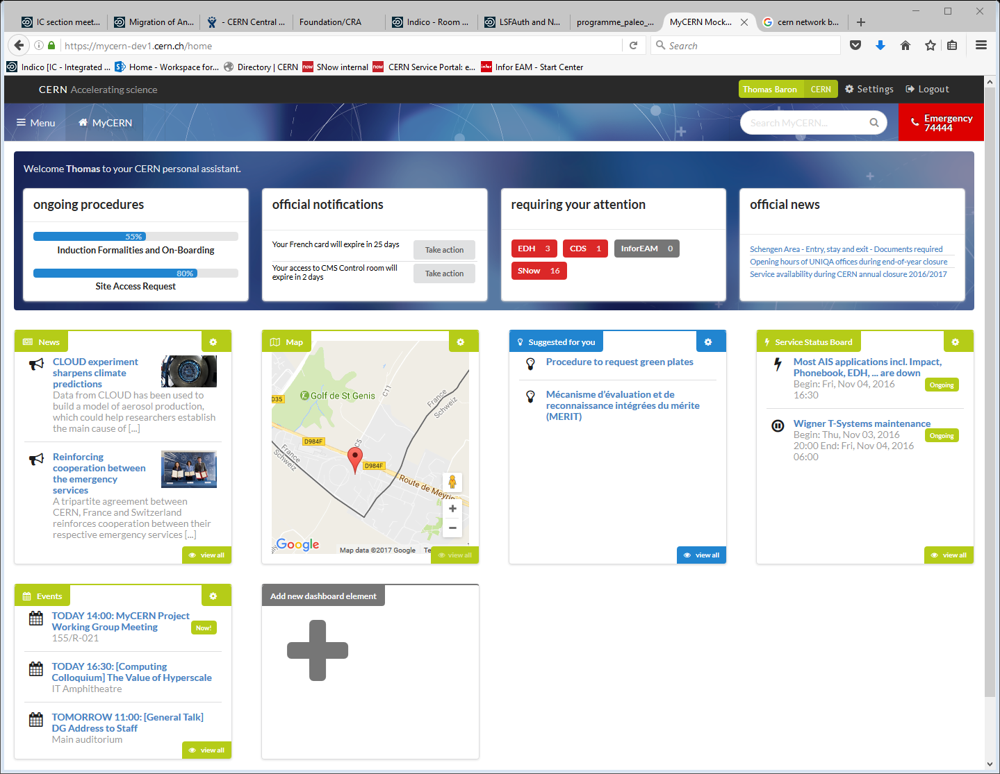 IC section meet...
Migration of An...
- CERN Central ...
Foundation/CRA
Indico - Room ...
LSFAuth and N...
programme_paleo_...
MyCERN Mock...
cern network b...
https://mycern-dev1.cern.ch/home
Search
Indico [IC - Integrated ...
Home - Workspace for...
Directory | CERN
now
SNow internal
now
CERN Service Portal: e...
infor
Infor EAM - Start Center
CERN Accelerating science
Thomas Baron CERN
Settings
Logout
Menu
MyCERN
Search MyCERN...
Emergency
74444
Welcome Thomas to your CERN personal assistant.
ongoing procedures
55%
Induction Formalities and On-Boarding
80%
Site Access Request
official notifications
Your French card will expire in 25 days
Take action
Your access to CMS Control room will
expire in 2 days
Take action
requiring your attention
EDH 3
CDS 1
InforEAM 0
SNow 16
official news
Schengen Area - Entry, stay and exit - Documents required
Opening hours of UNIQA offices during end-of-year closure
Service availability during CERN annual closure 2016/2017
News
CLOUD experiment
sharpens climate
predictions
Data from CLOUD has been used to
build a model of aerosol production,
which could help researchers establish
the main cause of [...]
Reinforcing
cooperation between
the emergency
services
A tripartite agreement between
CERN, France and Switzerland
reinforces cooperation between their
respective emergency services [...]
view all
Map
Golf de St Genis
D35
C11
France
Schweiz
D984F
C5
France
Schweiz
D984F
Route de Meyrin
Google
Map data ©2017 Google
Te
view all
Suggested for you
Procedure to request green plates
Mécanisme d'évaluation et de
reconnaissance intégrées du mérite
(MERIT)
view all
Service Status Board
Most AIS applications incl. Impact,
Phonebook, EDH, ... are down
Begin: Fri, Nov 04, 2016
16:30
Ongoing
Wigner T-Systems maintenance
Begin: Thu, Nov 03, 2016
20:00 End: Fri, Nov 04, 2016
06:00
Ongoing
view all
Events
TODAY 14:00: MyCERN Project
Working Group Meeting
155/R-021
Now!
TODAY 16:30: [Computing
Colloquium] The Value of Hyperscale
IT Amphitheatre
TOMORROW 11:00: [General Talk]
DG Address to Staff
Main auditorium
view all
Add new dashboard element